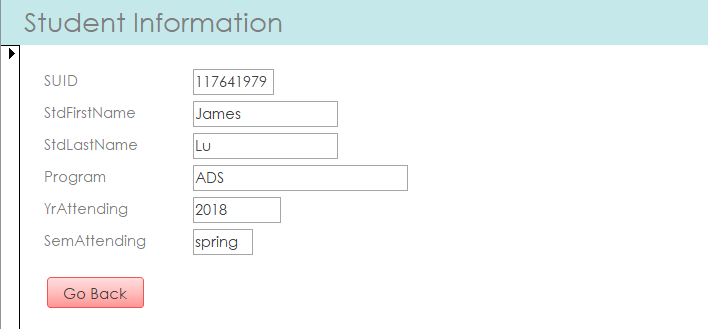 Student Information
SUID 117641979
StdFirstName James
StdLastName Lu
Program ADS
YrAttending 2018
SemAttending spring
Go Back